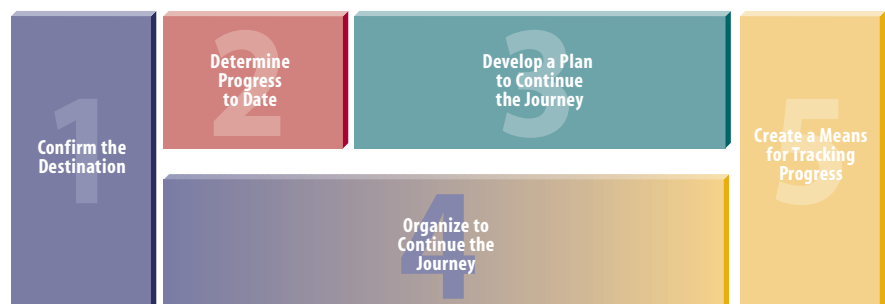 1
Confirm the
Destination
2
Determine
Progress
to Date
3
Develop a Plan
to Continue
the Journey
4
Organize to
Continue the
Journey
5
Create a Means
for Tracking
Progress